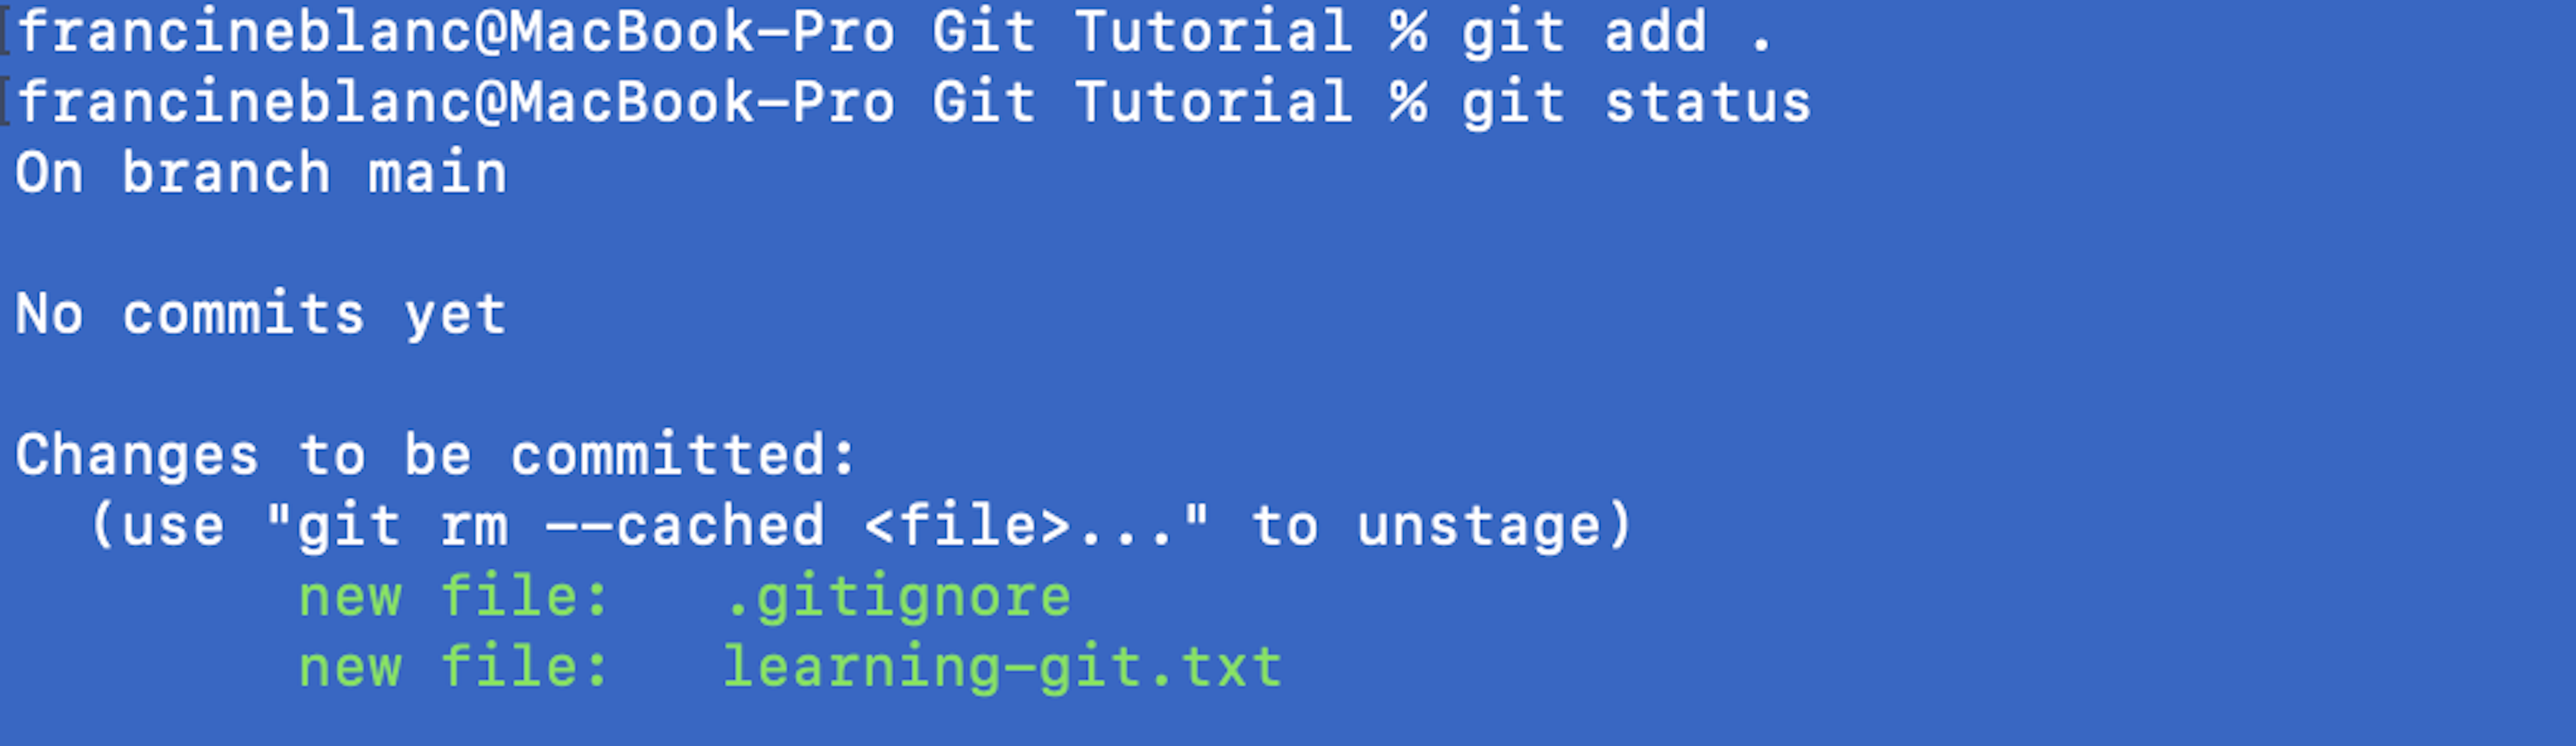 [francineblanc@MacBook-Pro Git Tutorial % git add .
[francineblanc@MacBook-Pro Git Tutorial % git status
On branch main
No commits yet
Changes to be committed:
(use "git rm --cached <file>..." to unstage)
new file: .gitignore
new file: learning-git.txt